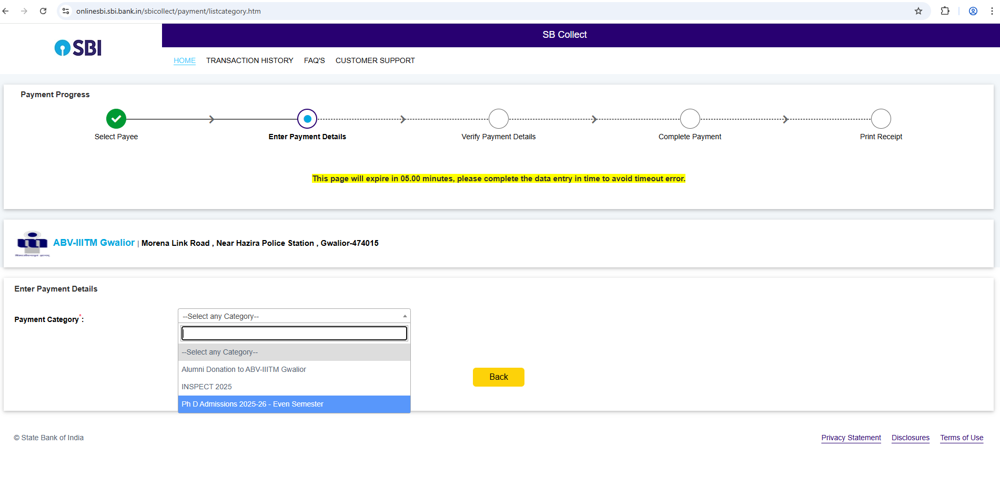 onlinesbi.sbi.bank.in/sbicollect/payment/listcategory.htm
SBI
SB Collect
HOME TRANSACTION HISTORY FAQ'S CUSTOMER SUPPORT
Payment Progress
Select Payee Enter Payment Details Verify Payment Details Complete Payment Print Receipt
This page will expire in 05.00 minutes, please complete the data entry in time to avoid timeout error.
ABV-IIITM Gwalior | Morena Link Road , Near Hazira Police Station , Gwalior-474015
Enter Payment Details
Payment Category*: --Select any Category--
--Select any Category--
Alumni Donation to ABV-IIITM Gwalior
Back
INSPECT 2025
Ph D Admissions 2025-26 - Even Semester
© State Bank of India Privacy Statement Disclosures Terms of Use